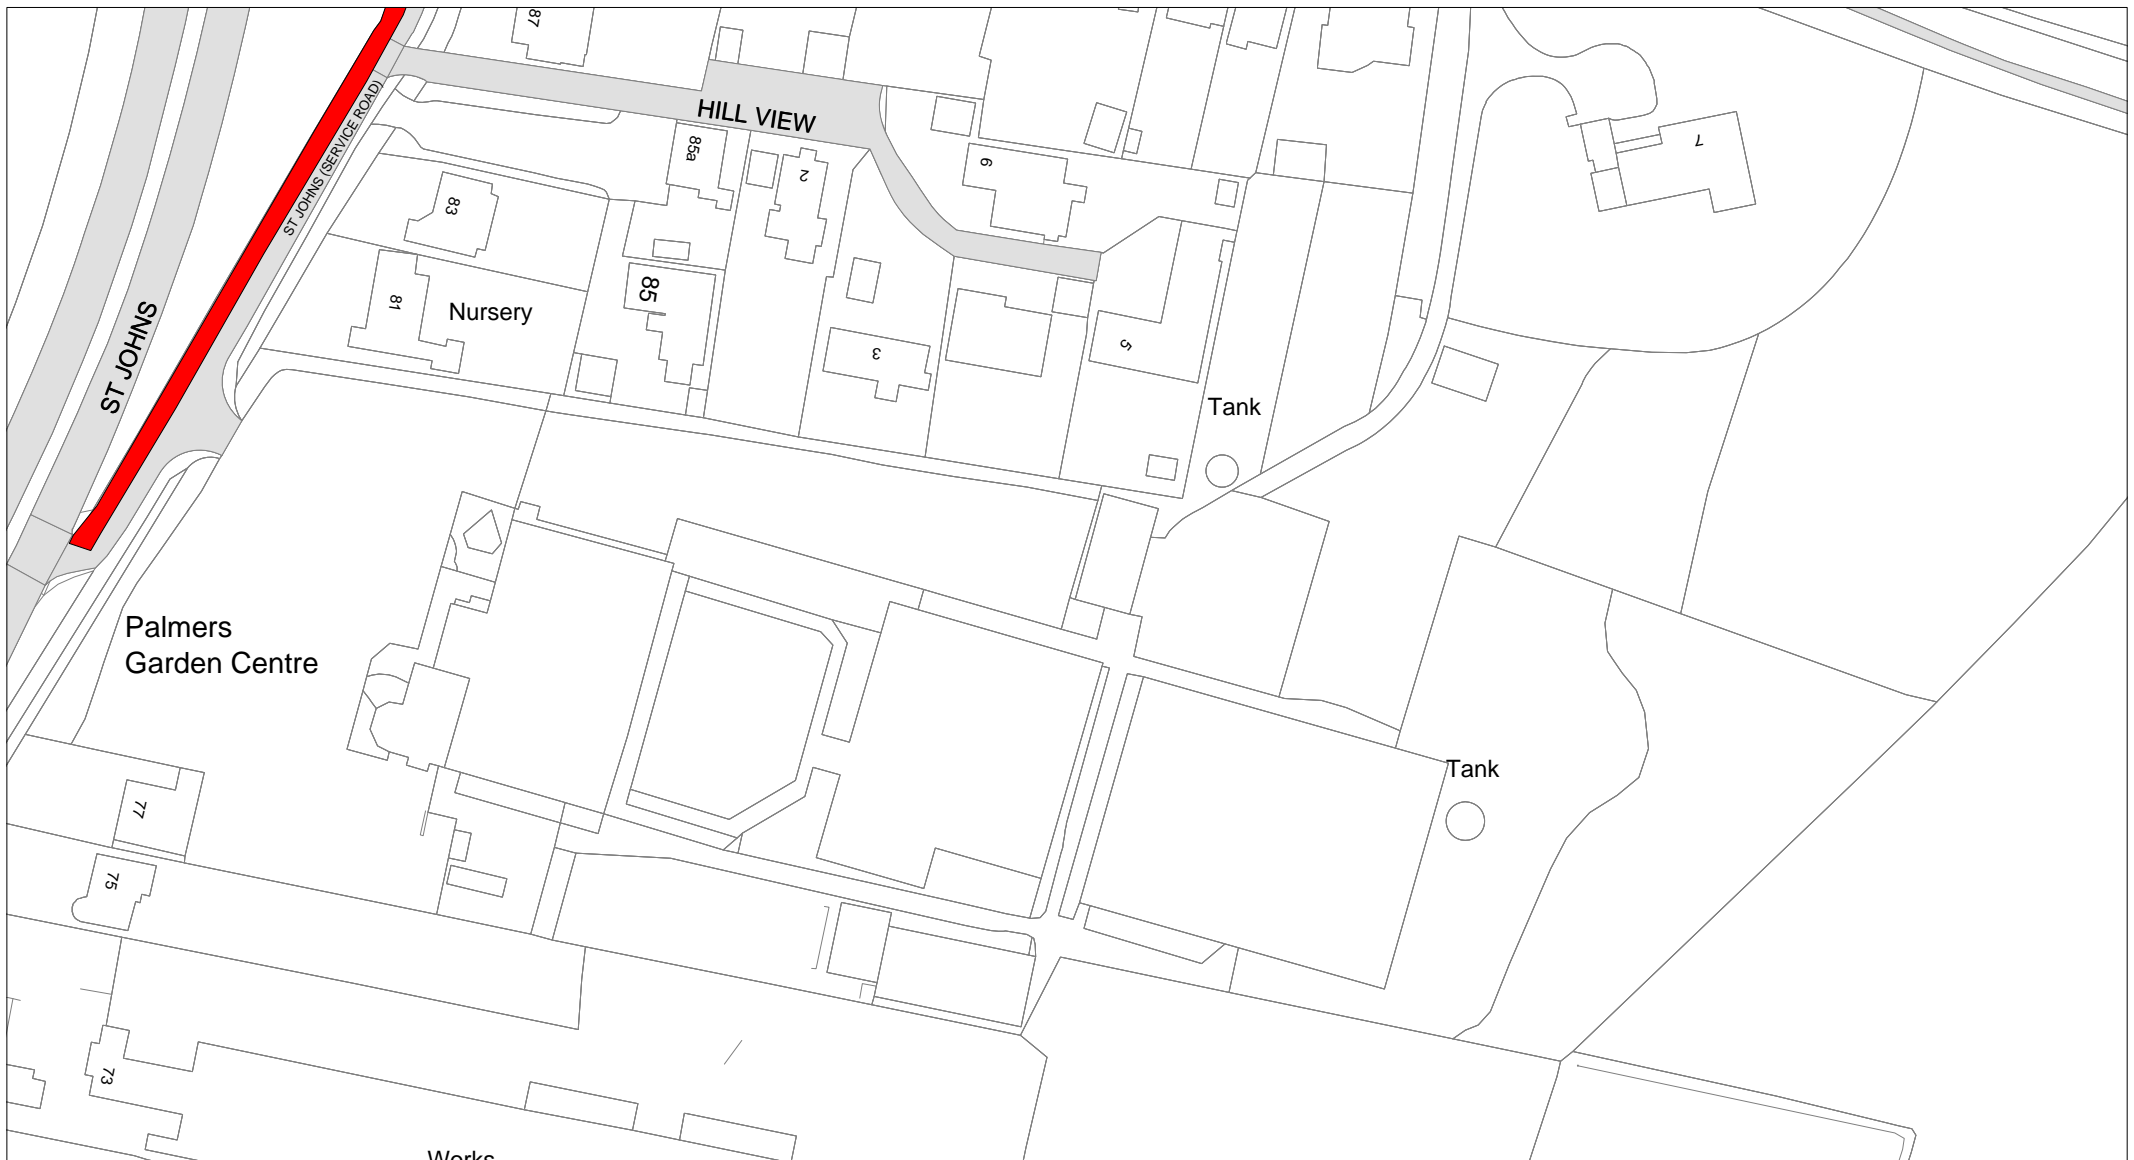 87
HILL VIEW
ST JOHNS (SERVICE ROAD)
85a
6
2
7
83
85
81
Nursery
ST JOHNS
3
5
Tank
Palmers
Garden Centre
Tank
77
75
73
Works